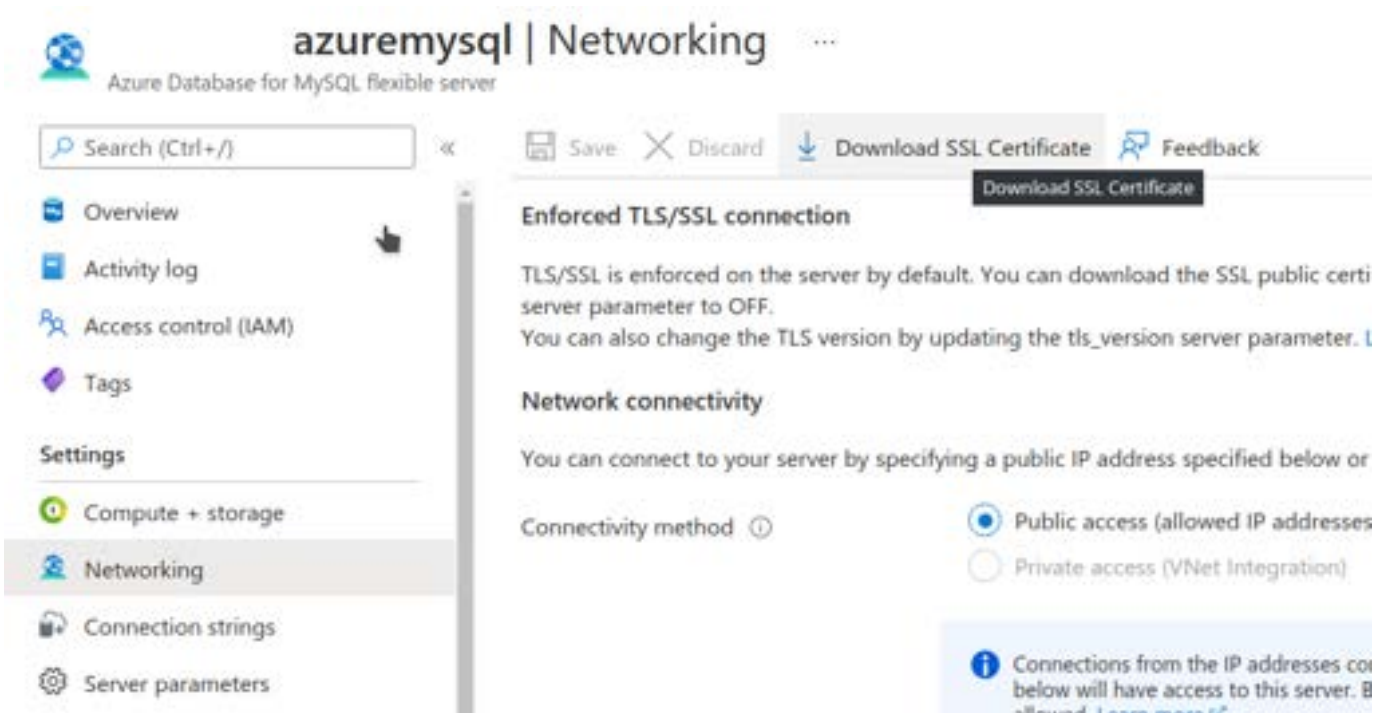 azuremysql | Networking ...
Azure Database for MySQL flexible server
Search (Ctrl+/)
«
Overview
Activity log
Access control (IAM)
Tags
Settings
Compute + storage
Networking
Connection strings
Server parameters
Save
Discard
Download SSL Certificate
Feedback
Download SSL Certificate
Enforced TLS/SSL connection
TLS/SSL is enforced on the server by default. You can download the SSL public certi
server parameter to OFF.
You can also change the TLS version by updating the tls_version server parameter. L
Network connectivity
You can connect to your server by specifying a public IP address specified below or
Connectivity method
Public access (allowed IP addresses
Private access (VNet Integration)
Connections from the IP addresses co
below will have access to this server. B
allowed. Learn more